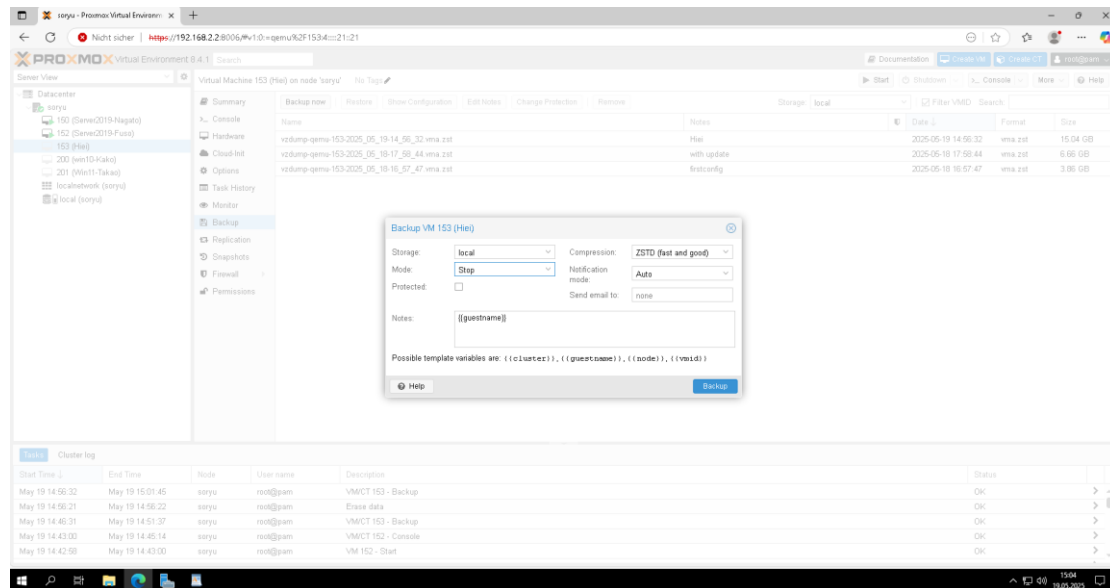 soryu - Proxmox Virtual Environm
Nicht sicher https://192.168.2.2:8006/#v1:0:=qemu%2F153:4:::::21::21
PROXMOX Virtual Environment 8.4.1 Search
Documentation Create VM Create CT root@pam
Server View
Virtual Machine 153 (Hiei) on node 'soryu' No Tags
Start Shutdown Console More Help
Datacenter
soryu
150 (Server2019-Nagato)
152 (Server2019-Fuso)
153 (Hiei)
200 (win10-Kako)
201 (Win11-Takao)
localnetwork (soryu)
local (soryu)
Summary
Console
Hardware
Cloud-Init
Options
Task History
Monitor
Backup
Replication
Snapshots
Firewall
Permissions
Backup now Restore Show Configuration Edit Notes Change Protection Remove Storage: local Filter VMID Search:
Name Notes Date Format Size
vzdump-qemu-153-2025_05_19-14_56_32.vma.zst Hiei 2025-05-19 14:56:32 vma.zst 15.04 GiB
vzdump-qemu-153-2025_05_18-17_58_44.vma.zst with update 2025-05-18 17:58:44 vma.zst 6.66 GiB
vzdump-qemu-153-2025_05_18-16_57_47.vma.zst firstconfig 2025-05-18 16:57:47 vma.zst 3.86 GiB
Backup VM 153 (Hiei)
Storage: local Compression: ZSTD (fast and good)
Mode: Stop Notification mode: Auto
Protected: Send email to: none
Notes: {{guestname}}
Possible template variables are: {{cluster}}, {{guestname}}, {{node}}, {{vmid}}
Help Backup
Tasks Cluster log
Start Time End Time Node User name Description Status
May 19 14:56:32 May 19 15:01:45 soryu root@pam VM/CT 153 - Backup OK
May 19 14:56:21 May 19 14:56:22 soryu root@pam Erase data OK
May 19 14:46:31 May 19 14:51:37 soryu root@pam VM/CT 153 - Backup OK
May 19 14:43:00 May 19 14:45:14 soryu root@pam VM/CT 152 - Console OK
May 19 14:42:58 May 19 14:43:00 soryu root@pam VM 152 - Start OK
15:04
19.05.2025